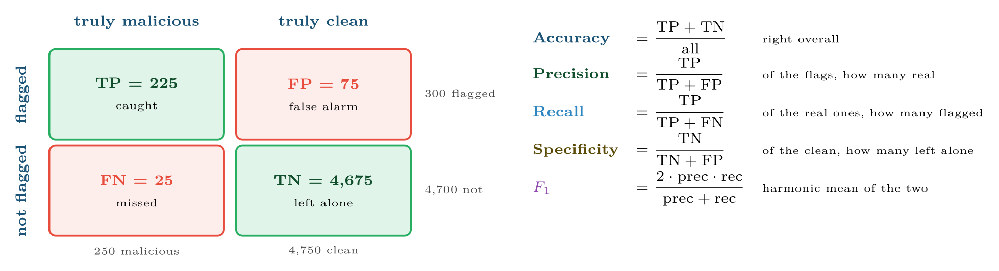 truly malicious
truly clean
flagged
TP = 225
caught
FP = 75
false alarm
300 flagged
not flagged
FN = 25
missed
TN = 4,675
left alone
4,700 not
250 malicious
4,750 clean
Accuracy = (TP + TN) / all right overall
Precision = TP / (TP + FP) of the flags, how many real
Recall = TP / (TP + FN) of the real ones, how many flagged
Specificity = TN / (TN + FP) of the clean, how many left alone
F₁ = (2 · prec · rec) / (prec + rec) harmonic mean of the two